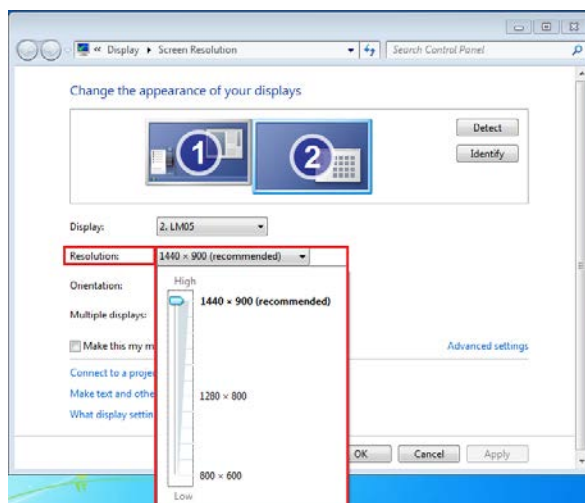 « Display ▸ Screen Resolution
Search Control Panel
Change the appearance of your displays
1
2
Detect
Identify
Display:
2. LM05
Resolution:
1440 × 900 (recommended)
Orientation:
High
1440 × 900 (recommended)
Multiple displays:
Make this my m
Advanced settings
Connect to a proje
Make text and othe
1280 × 800
What display settin
OK
Cancel
Apply
800 × 600
Low